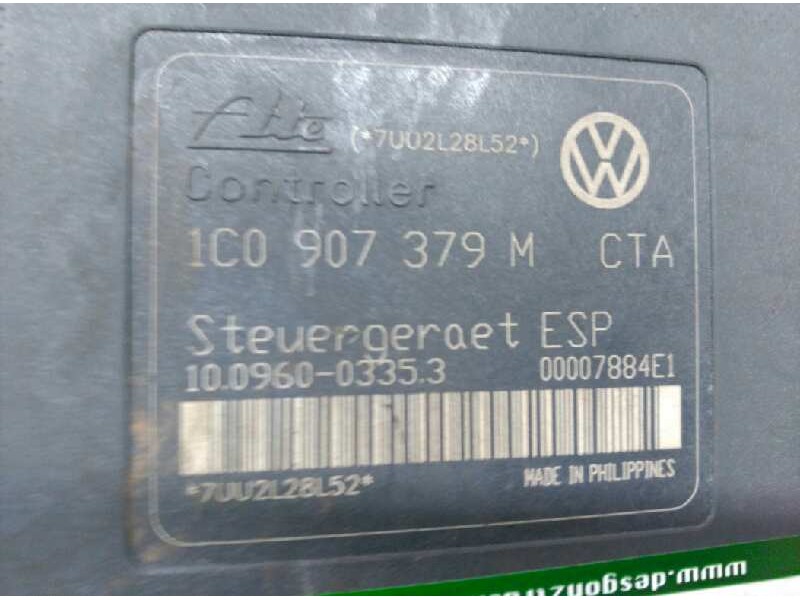 Ate (*7UU2L28L52*)
Controller
1C0 907 379 M CTA
Steuergeraet ESP
10.0960-0335.3 00007884E1
*7UU2L28L52*
MADE IN PHILIPPINES